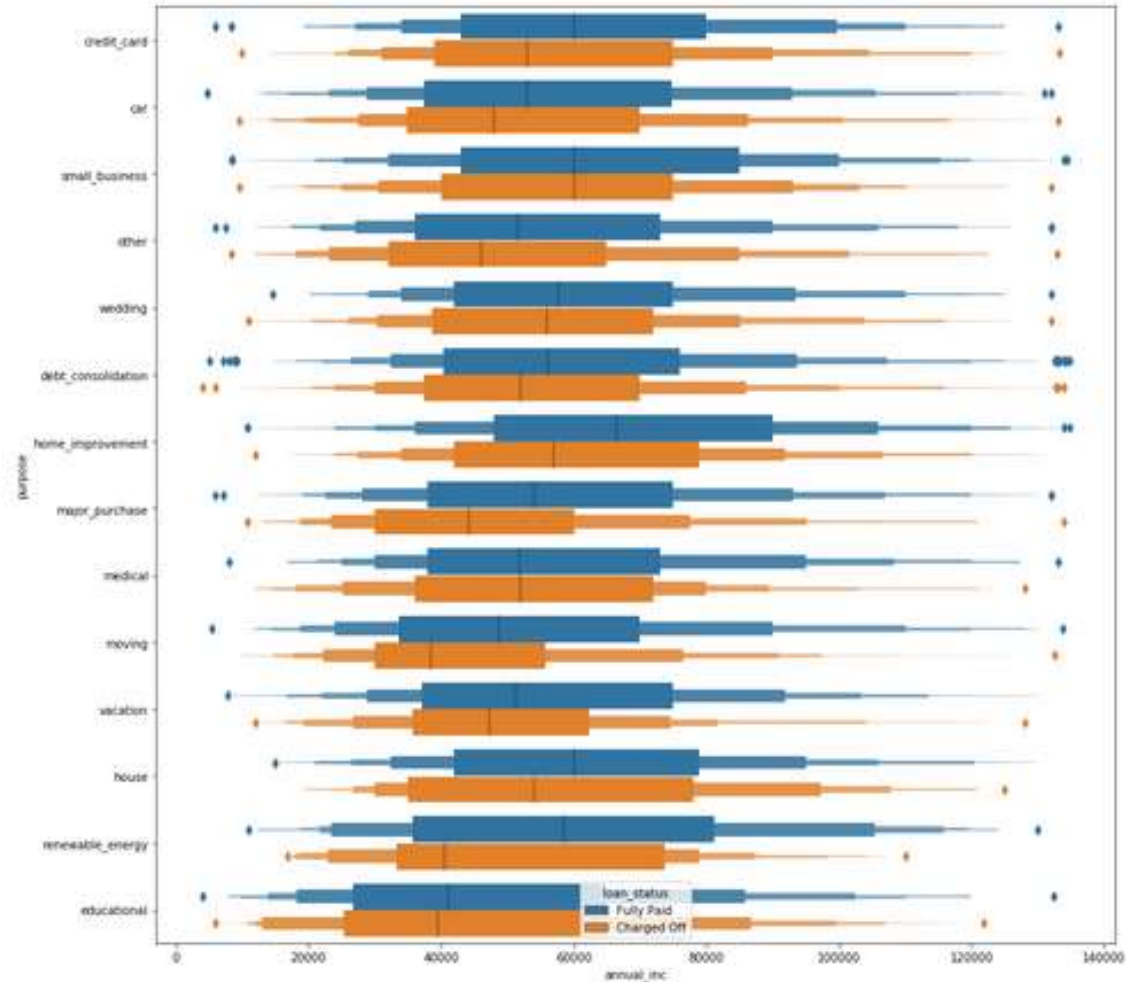 credit_card
car
small_business
other
wedding
debt_consolidation
home_improvement
major_purchase
medical
moving
vacation
house
renewable_energy
educational
purpose
loan_status
Fully Paid
Charged Off
0 20000 40000 60000 80000 100000 120000 140000
annual_inc